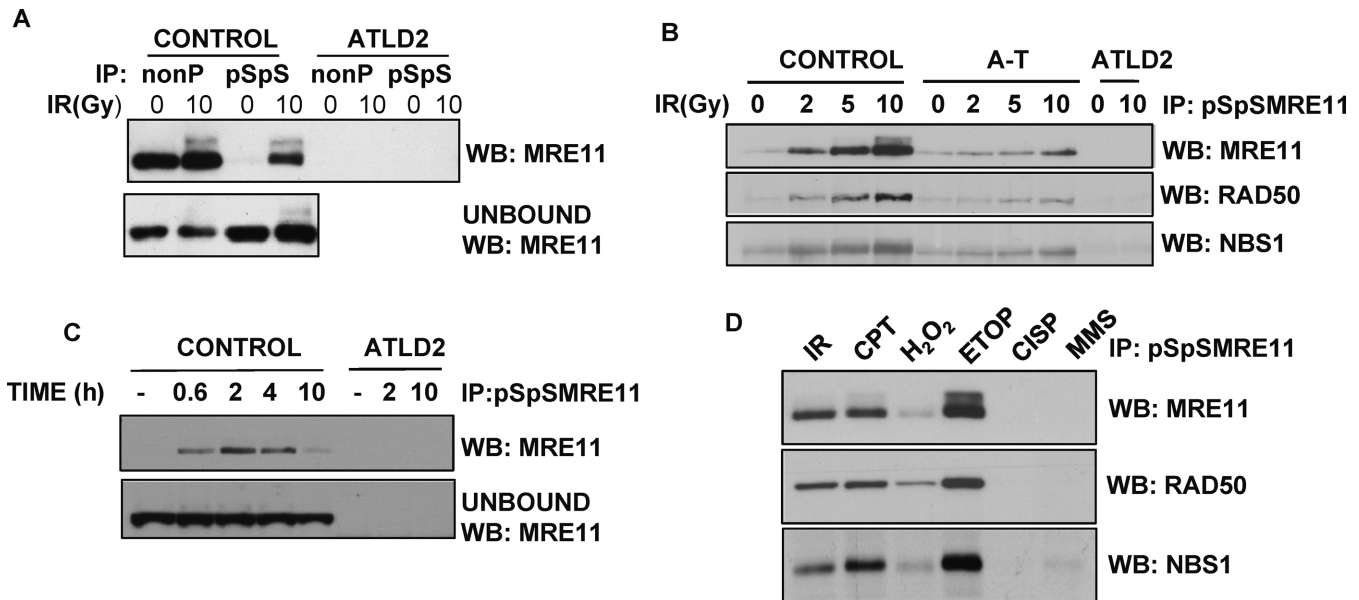 A
CONTROL ATLD2
IP: nonP pSpS nonP pSpS
IR(Gy) 0 10 0 10 0 10 0 10
WB: MRE11
UNBOUND
WB: MRE11
B
CONTROL A-T ATLD2
IR(Gy) 0 2 5 10 0 2 5 10 0 10 IP: pSpSMRE11
WB: MRE11
WB: RAD50
WB: NBS1
C
CONTROL ATLD2
TIME (h) - 0.6 2 4 10 - 2 10 IP:pSpSMRE11
WB: MRE11
UNBOUND
WB: MRE11
D
IR CPT H₂O₂ ETOP CISP MMS IP: pSpSMRE11
WB: MRE11
WB: RAD50
WB: NBS1